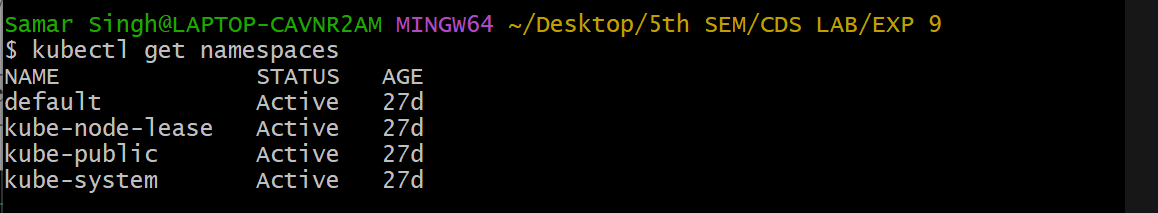 Samar Singh@LAPTOP-CAVNR2AM MINGW64 ~/Desktop/5th SEM/CDS LAB/EXP 9
$ kubectl get namespaces
NAME              STATUS   AGE
default           Active   27d
kube-node-lease   Active   27d
kube-public       Active   27d
kube-system       Active   27d